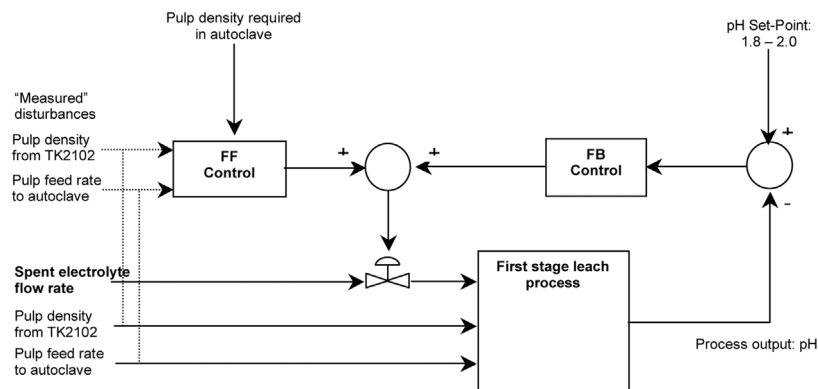 Pulp density required
in autoclave
pH Set-Point:
1.8 – 2.0
“Measured”
disturbances
Pulp density
from TK2102
Pulp feed rate
to autoclave
FF
Control
+
+
FB
Control
+
-
Spent electrolyte
flow rate
First stage leach
process
Pulp density
from TK2102
Pulp feed rate
to autoclave
Process output: pH